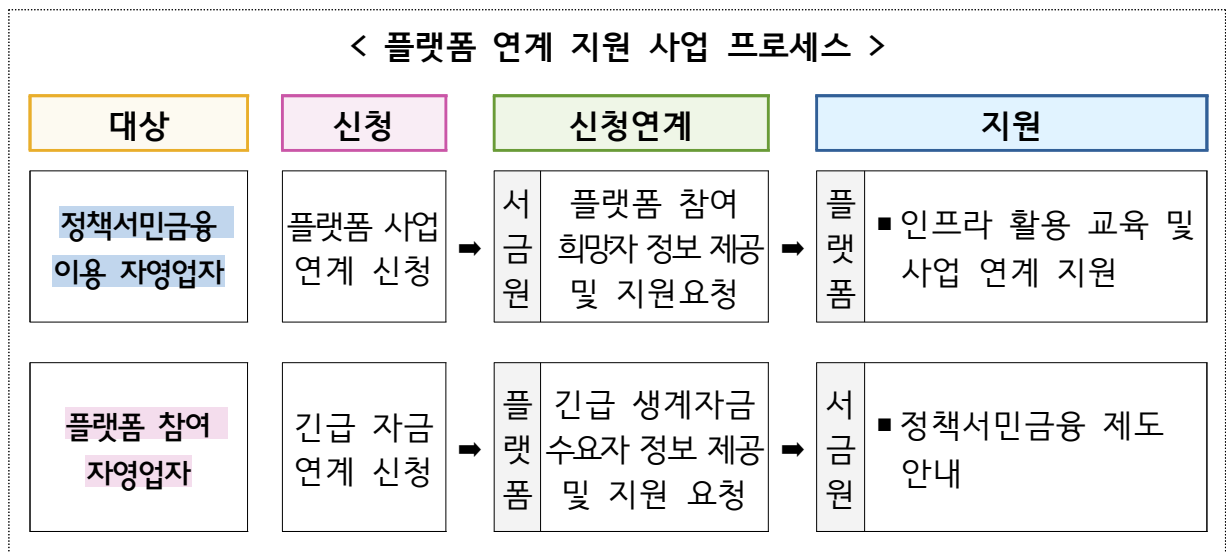 < 플랫폼 연계 지원 사업 프로세스 >
대상
신청
신청연계
지원
정책서민금융
이용 자영업자
플랫폼 사업
연계 신청
➡
서
금
원
플랫폼 참여
희망자 정보 제공
및 지원요청
➡
플
랫
폼
▪인프라 활용 교육 및
사업 연계 지원
플랫폼 참여
자영업자
긴급 자금
연계 신청
➡
플
랫
폼
긴급 생계자금
수요자 정보 제공
및 지원 요청
➡
서
금
원
▪정책서민금융 제도
안내